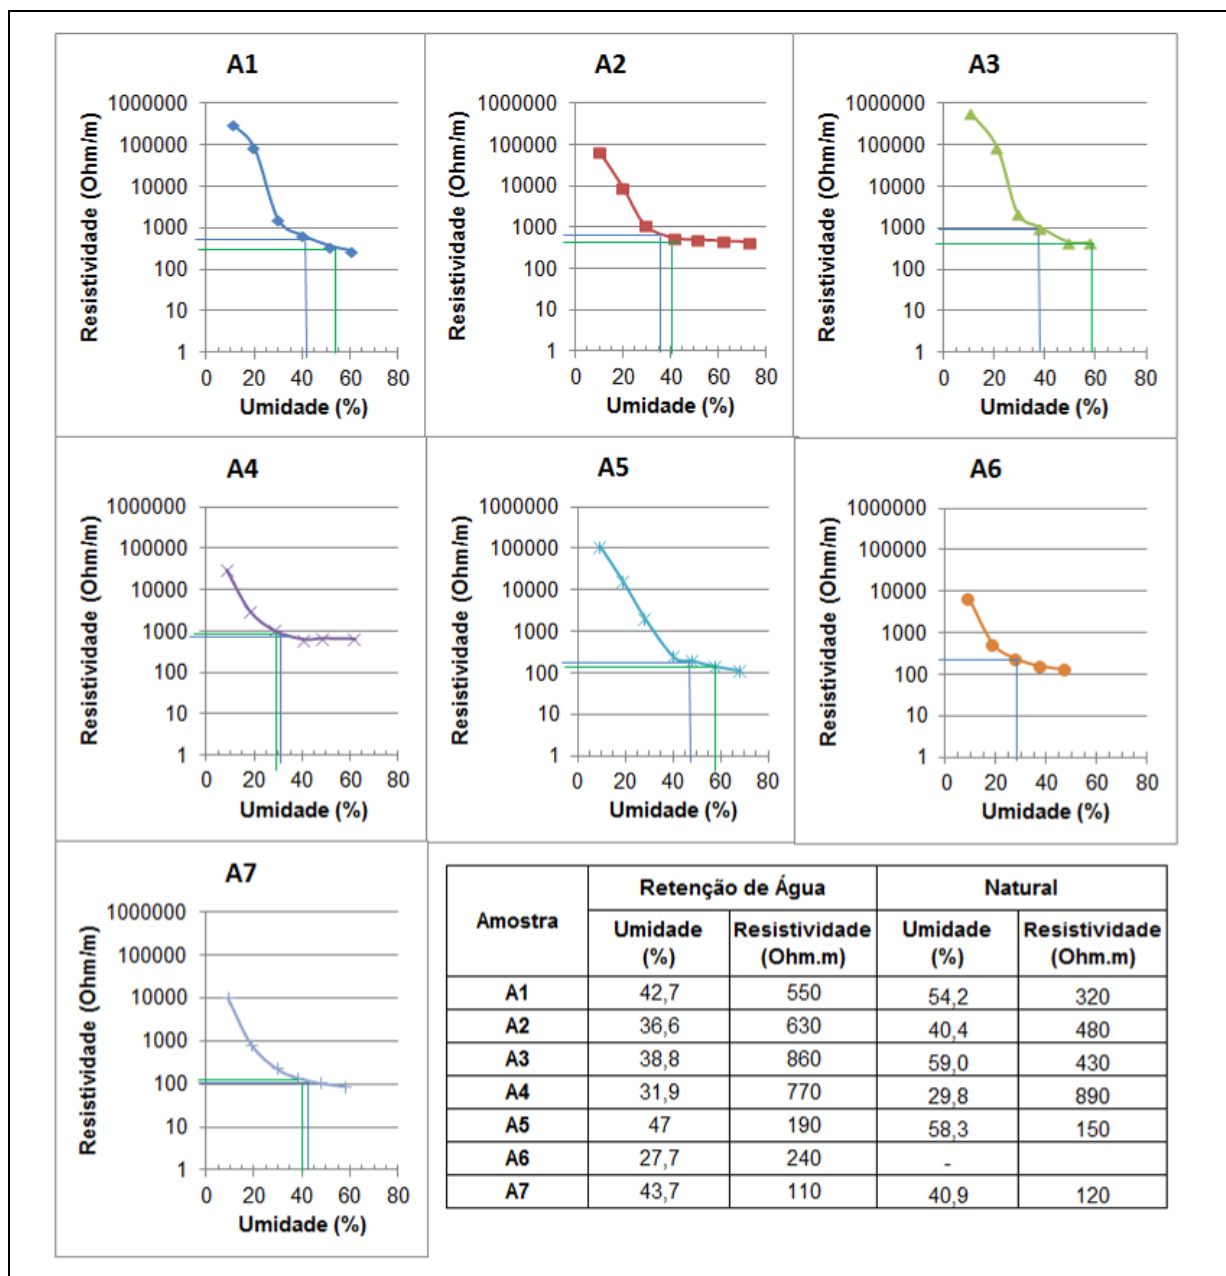 A1
Resistividade (Ohm/m)
1000000
100000
10000
1000
100
10
1
0 20 40 60 80
Umidade (%)
A2
Resistividade (Ohm/m)
1000000
100000
10000
1000
100
10
1
0 20 40 60 80
Umidade (%)
A3
Resistividade (Ohm/m)
1000000
100000
10000
1000
100
10
1
0 20 40 60 80
Umidade (%)
A4
Resistividade (Ohm/m)
1000000
100000
10000
1000
100
10
1
0 20 40 60 80
Umidade (%)
A5
Resistividade (Ohm/m)
1000000
100000
10000
1000
100
10
1
0 20 40 60 80
Umidade (%)
A6
Resistividade (Ohm/m)
1000000
100000
10000
1000
100
10
1
0 20 40 60 80
Umidade (%)
A7
Resistividade (Ohm/m)
1000000
100000
10000
1000
100
10
1
0 20 40 60 80
Umidade (%)
Amostra Retenção de Água Natural
Umidade (%) Resistividade (Ohm.m) Umidade (%) Resistividade (Ohm.m)
A1 42,7 550 54,2 320
A2 36,6 630 40,4 480
A3 38,8 860 59,0 430
A4 31,9 770 29,8 890
A5 47 190 58,3 150
A6 27,7 240 -
A7 43,7 110 40,9 120